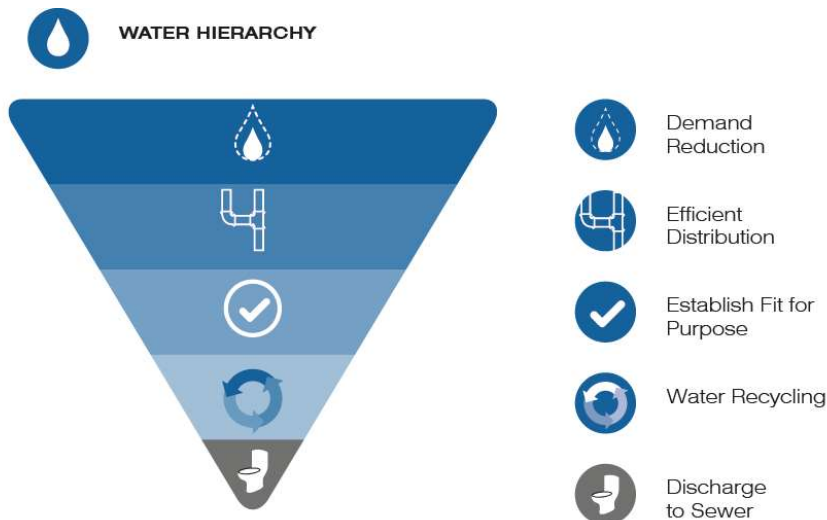 WATER HIERARCHY
Demand
Reduction
Efficient
Distribution
Establish Fit for
Purpose
Water Recycling
Discharge
to Sewer